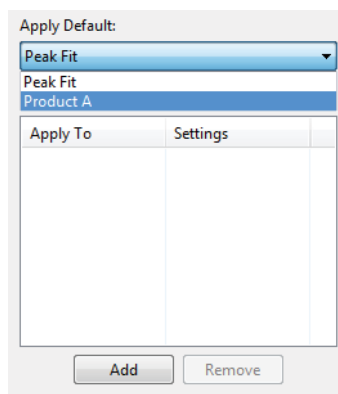 Apply Default:
Peak Fit
Peak Fit
Product A
Apply To Settings
Add Remove